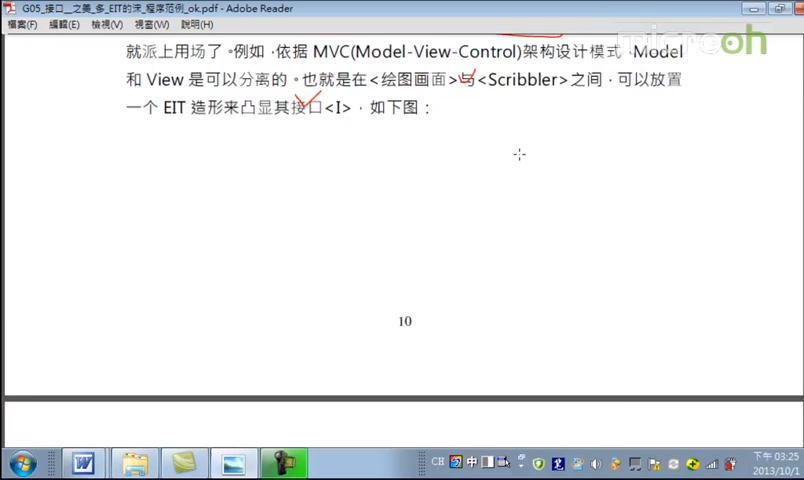 G05_接口__之美_多_EIT的深_程序范例_ok.pdf - Adobe Reader
microoh
檔案(F) 編輯(E) 檢視(V) 視窗(W) 說明(H)
就派上用场了。例如，依据 MVC(Model-View-Control)架构设计模式，Model
和 View 是可以分离的。也就是在<绘图画面>与<Scribbler>之间，可以放置
一个 EIT 造形来凸显其接口<I>，如下图：
10
CH
中
下午 03:25
2013/10/1